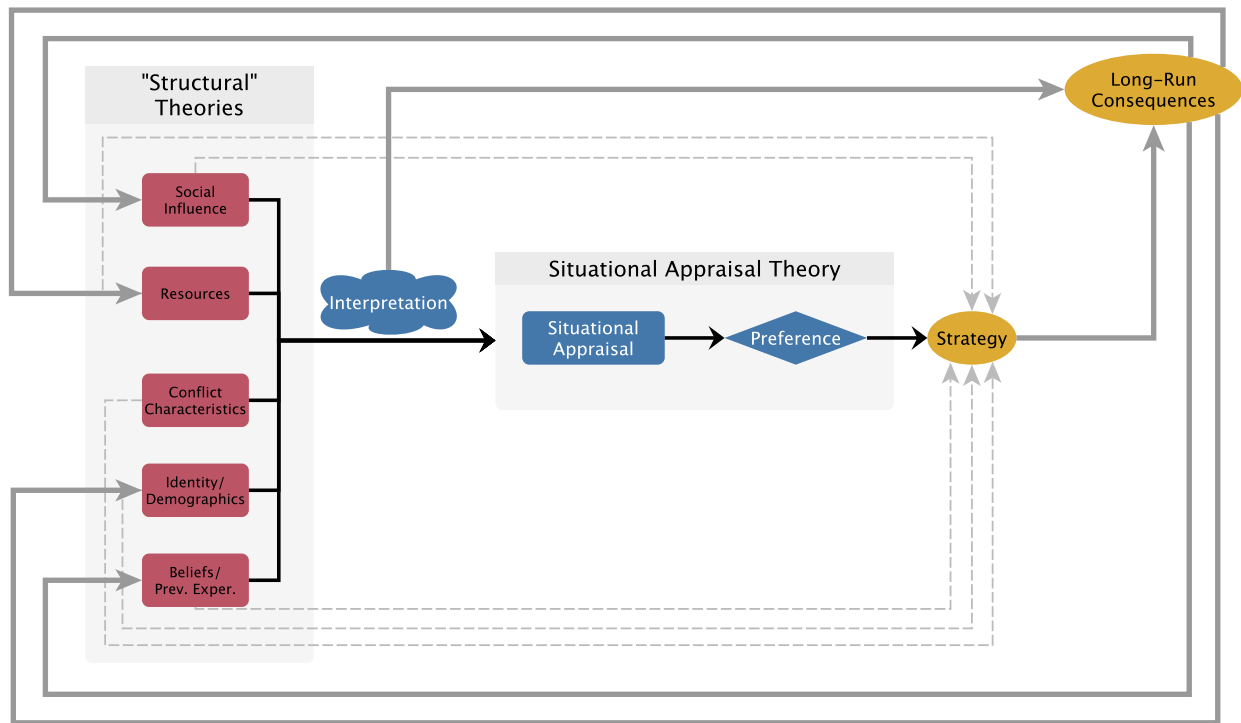 "Structural"
Theories
Long-Run
Consequences
Social
Influence
Resources
Interpretation
Situational Appraisal Theory
Situational
Appraisal
Preference
Strategy
Conflict
Characteristics
Identity/
Demographics
Beliefs/
Prev. Exper.